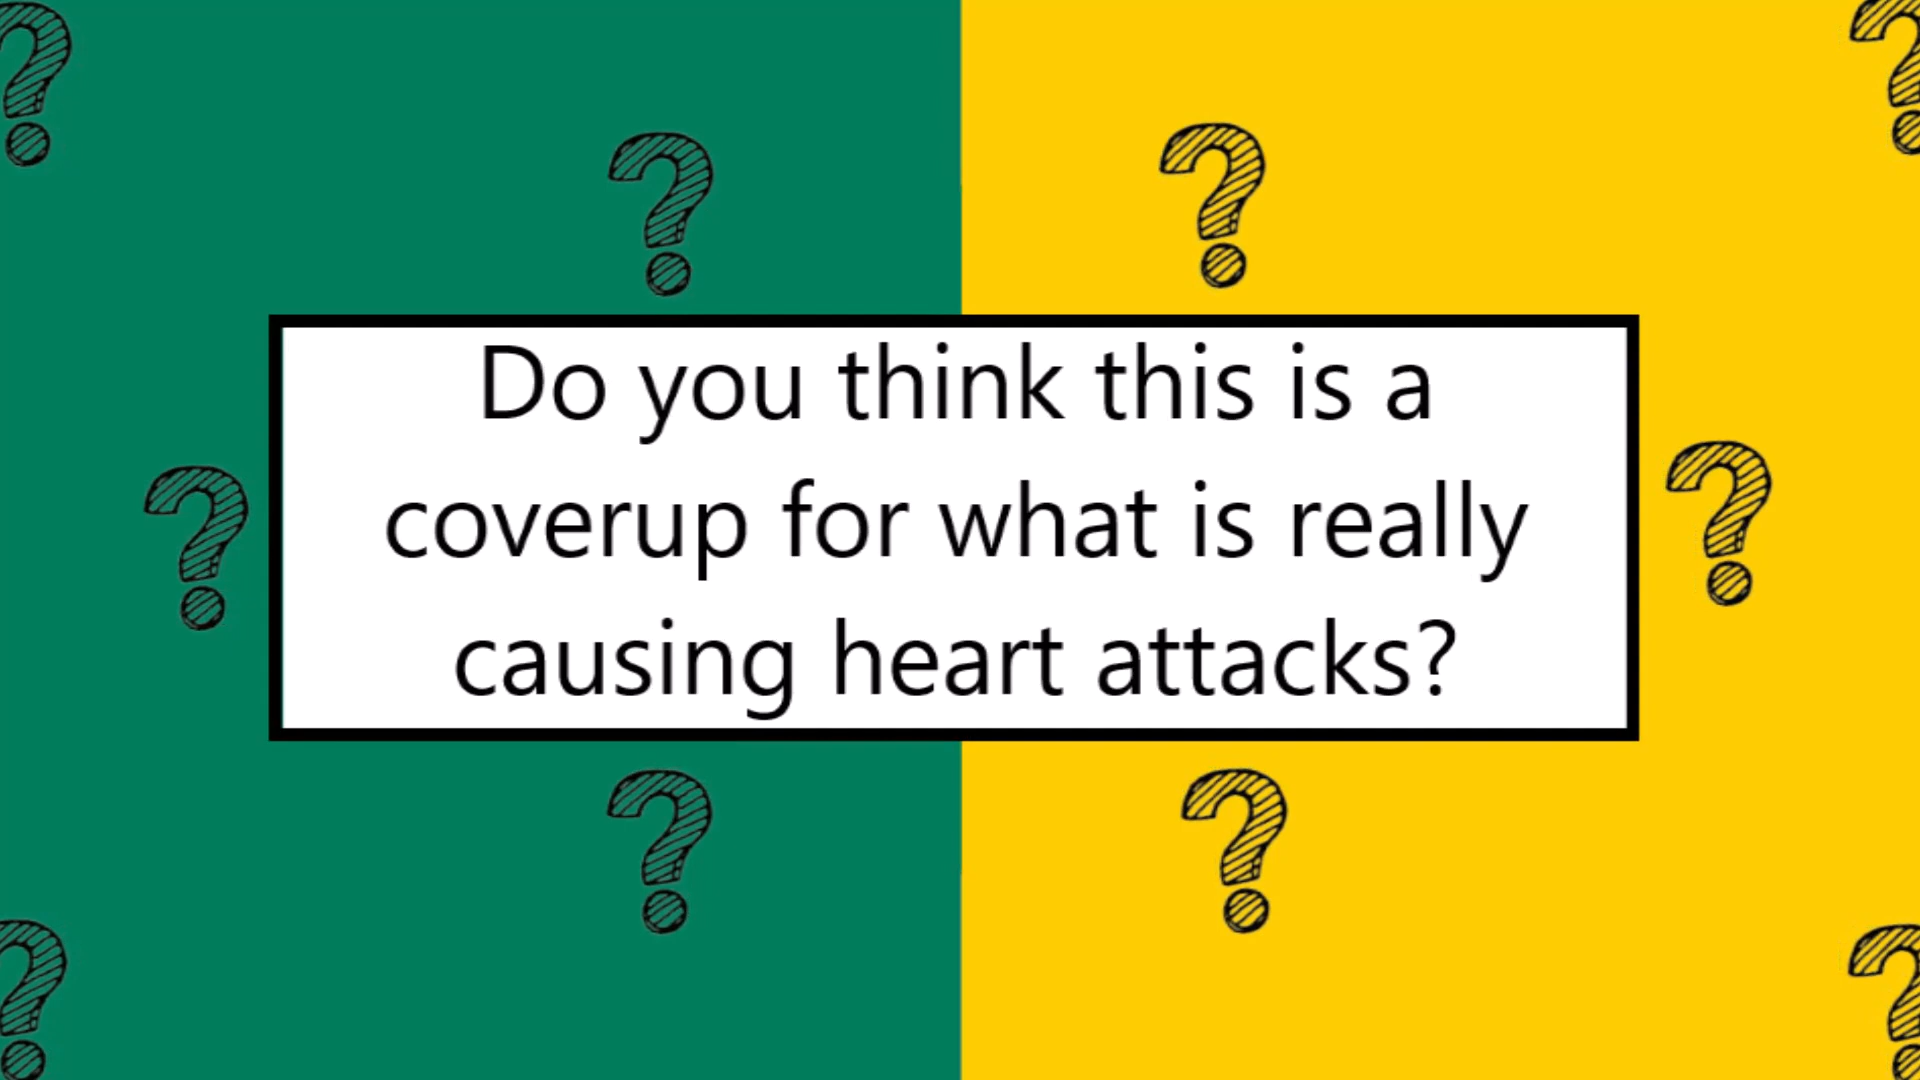 Do you think this is a
coverup for what is really
causing heart attacks?